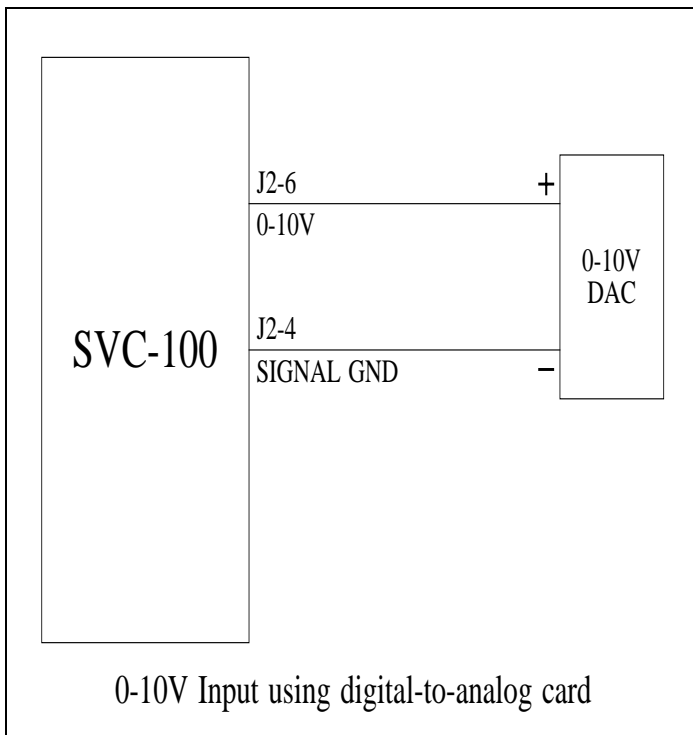 J2-6
+
0-10V
0-10V
DAC
J2-4
SVC-100
SIGNAL GND
−
0-10V Input using digital-to-analog card